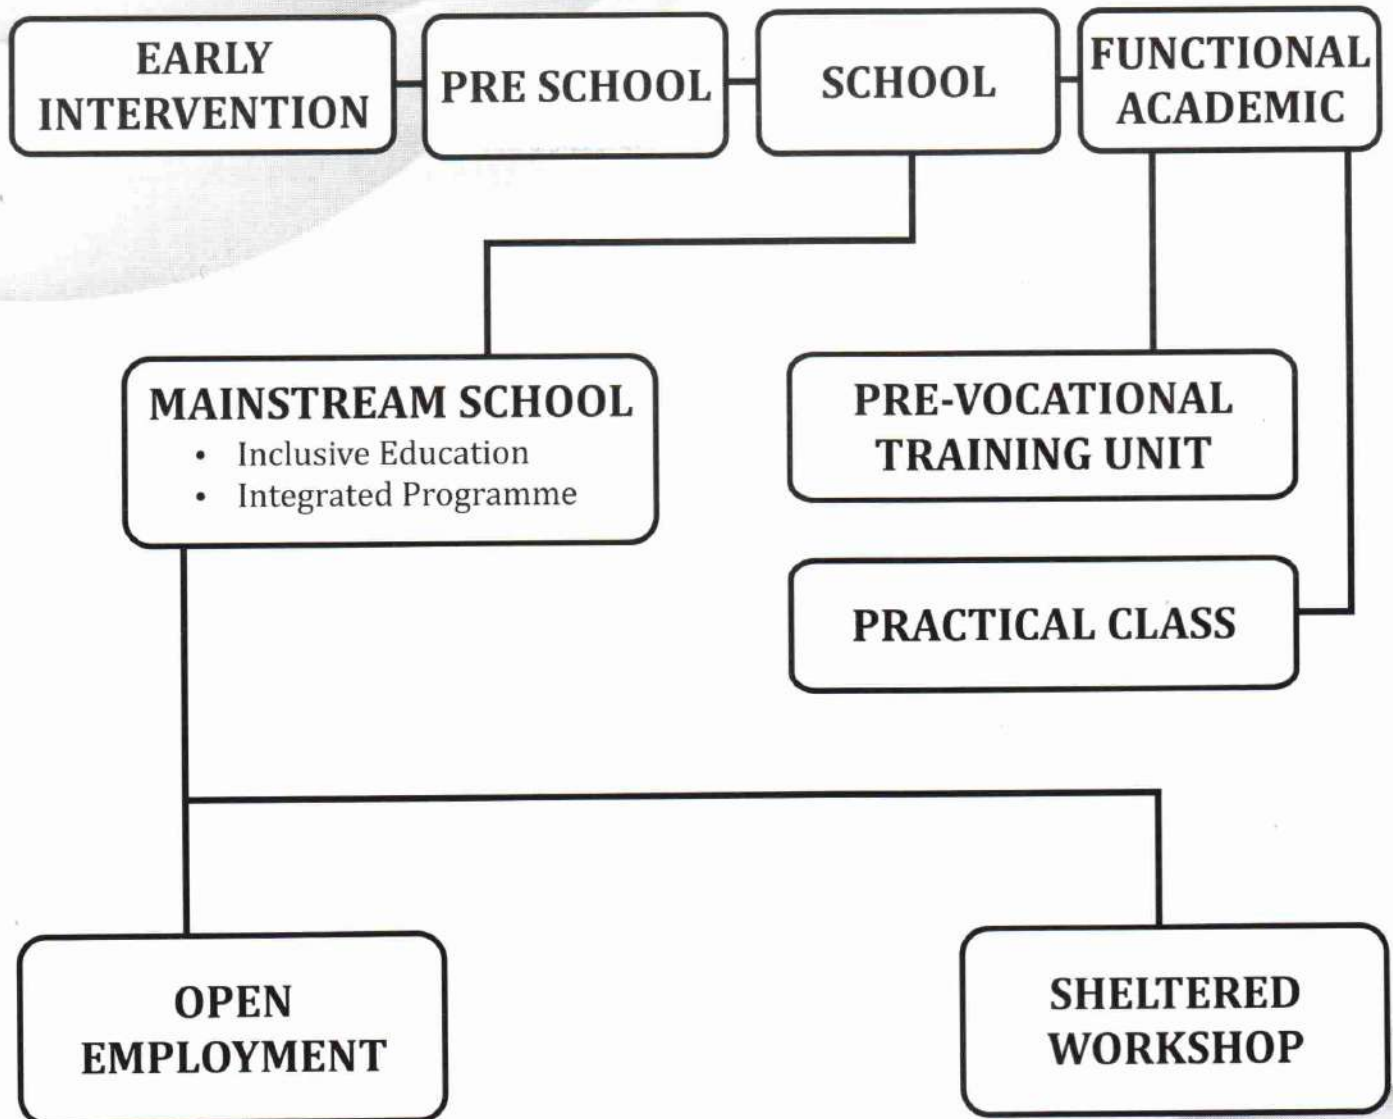 EARLY
INTERVENTION
PRE SCHOOL
SCHOOL
FUNCTIONAL
ACADEMIC
MAINSTREAM SCHOOL
• Inclusive Education
• Integrated Programme
PRE-VOCATIONAL
TRAINING UNIT
PRACTICAL CLASS
OPEN
EMPLOYMENT
SHELTERED
WORKSHOP